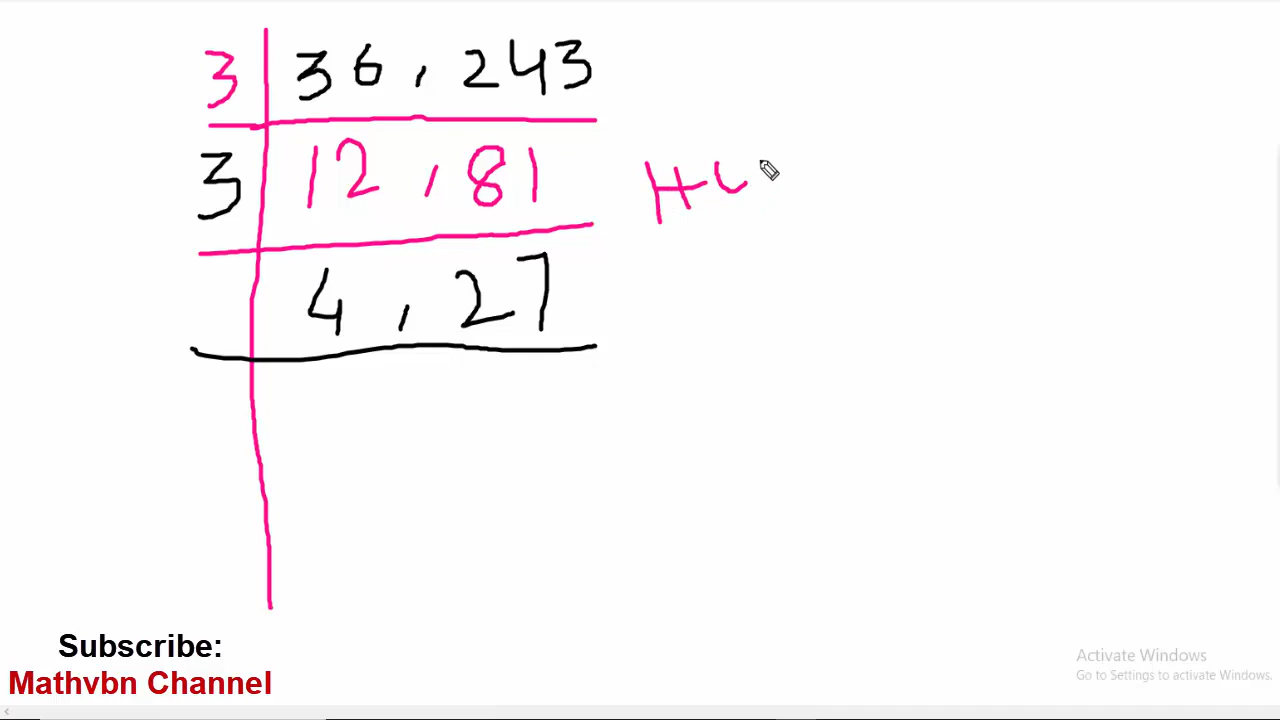 3 36, 243
3 12, 81 HC
4, 27
Subscribe:
Mathvbn Channel
Activate Windows
Go to Settings to activate Windows.